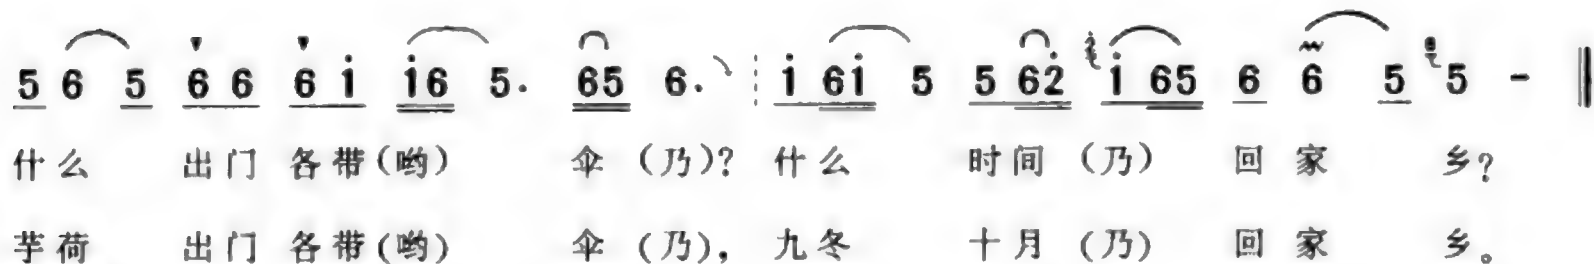 5 6 5 6 6 6 i i6 5. 65 6. i 6i 5 5 62 i 65 6 6 5 5 -
什么 出门 各带(哟) 伞 (乃)? 什么 时间 (乃) 回家 乡?
芋荷 出门 各带(哟) 伞 (乃), 九冬 十月 (乃) 回家 乡。